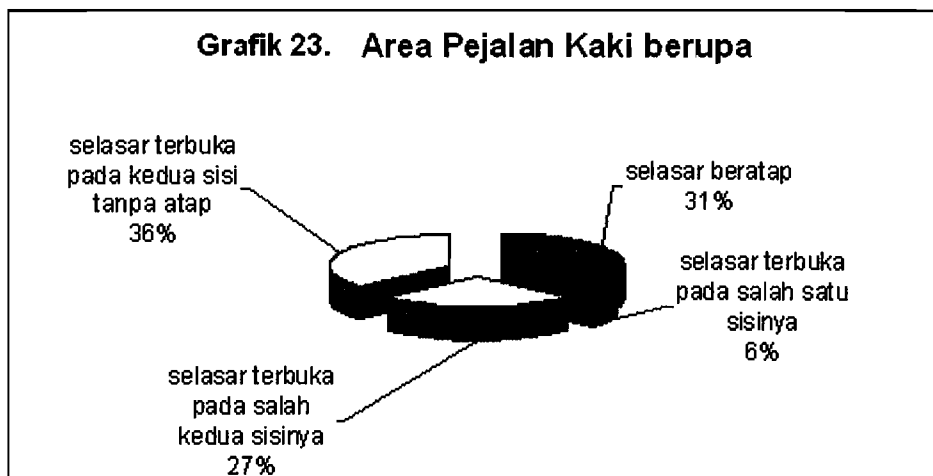 Grafik 23. Area Pejalan Kaki berupa
selasar terbuka
pada kedua sisi
tanpa atap
36%
selasar beratap
31%
selasar terbuka
pada salah satu
sisinya
6%
selasar terbuka
pada salah
kedua sisinya
27%